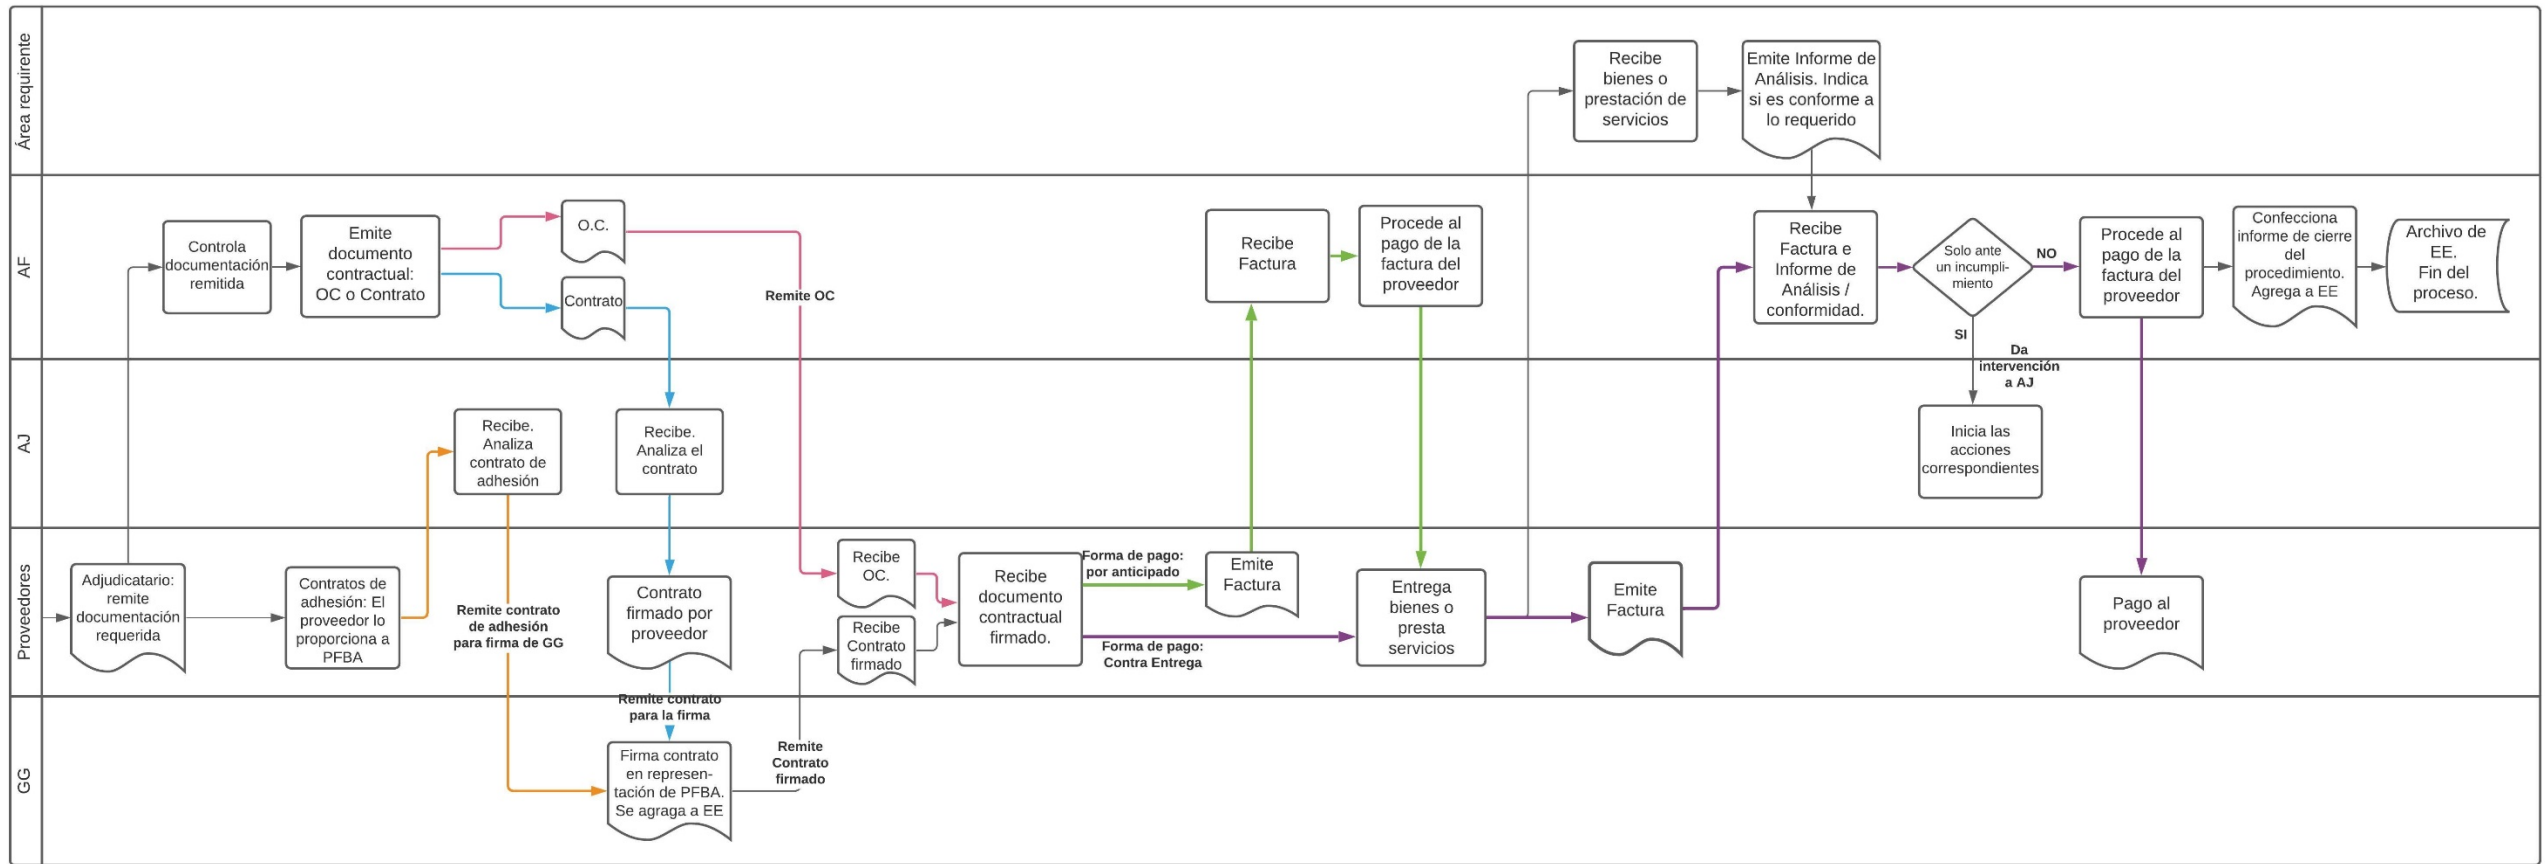 Área requirente
Recibe
bienes o
prestación de
servicios
Emite Informe de
Análisis. Indica
si es conforme a
lo requerido
AF
Controla
documentación
remitida
Emite
documento
contractual:
OC o Contrato
O.C.
Contrato
Remite OC
Recibe
Factura
Procede al
pago de la
factura del
proveedor
Recibe
Factura e
Informe de
Análisis /
conformidad.
Solo ante
un incumpli-
miento
NO
SI
Procede al
pago de la
factura del
proveedor
Confecciona
informe de cierre
del
procedimiento.
Agrega a EE
Archivo de
EE.
Fin del
proceso.
AJ
Recibe.
Analiza
contrato de
adhesión
Recibe.
Analiza el
contrato
Da
intervención
a AJ
Inicia las
acciones
correspondientes
Proveedores
Adjudicatario:
remite
documentación
requerida
Contratos de
adhesión: El
proveedor lo
proporciona a
PFBA
Remite contrato
de adhesión
para firma de GG
Contrato
firmado por
proveedor
Recibe
OC.
Recibe
Contrato
firmado
Recibe
documento
contractual
firmado.
Forma de pago:
por anticipado
Forma de pago:
Contra Entrega
Emite
Factura
Entrega
bienes o
presta
servicios
Emite
Factura
Pago al
proveedor
GG
Remite contrato
para la firma
Firma contrato
en represen-
tación de PFBA.
Se agraga a EE
Remite
Contrato
firmado